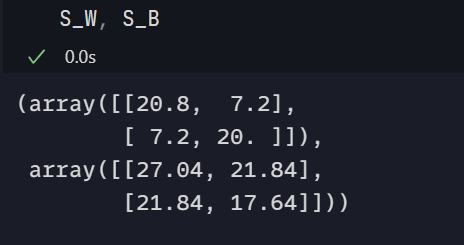 S_W, S_B
0.0s
(array([[20.8,  7.2],
        [ 7.2, 20. ]]),
 array([[27.04, 21.84],
        [21.84, 17.64]]))